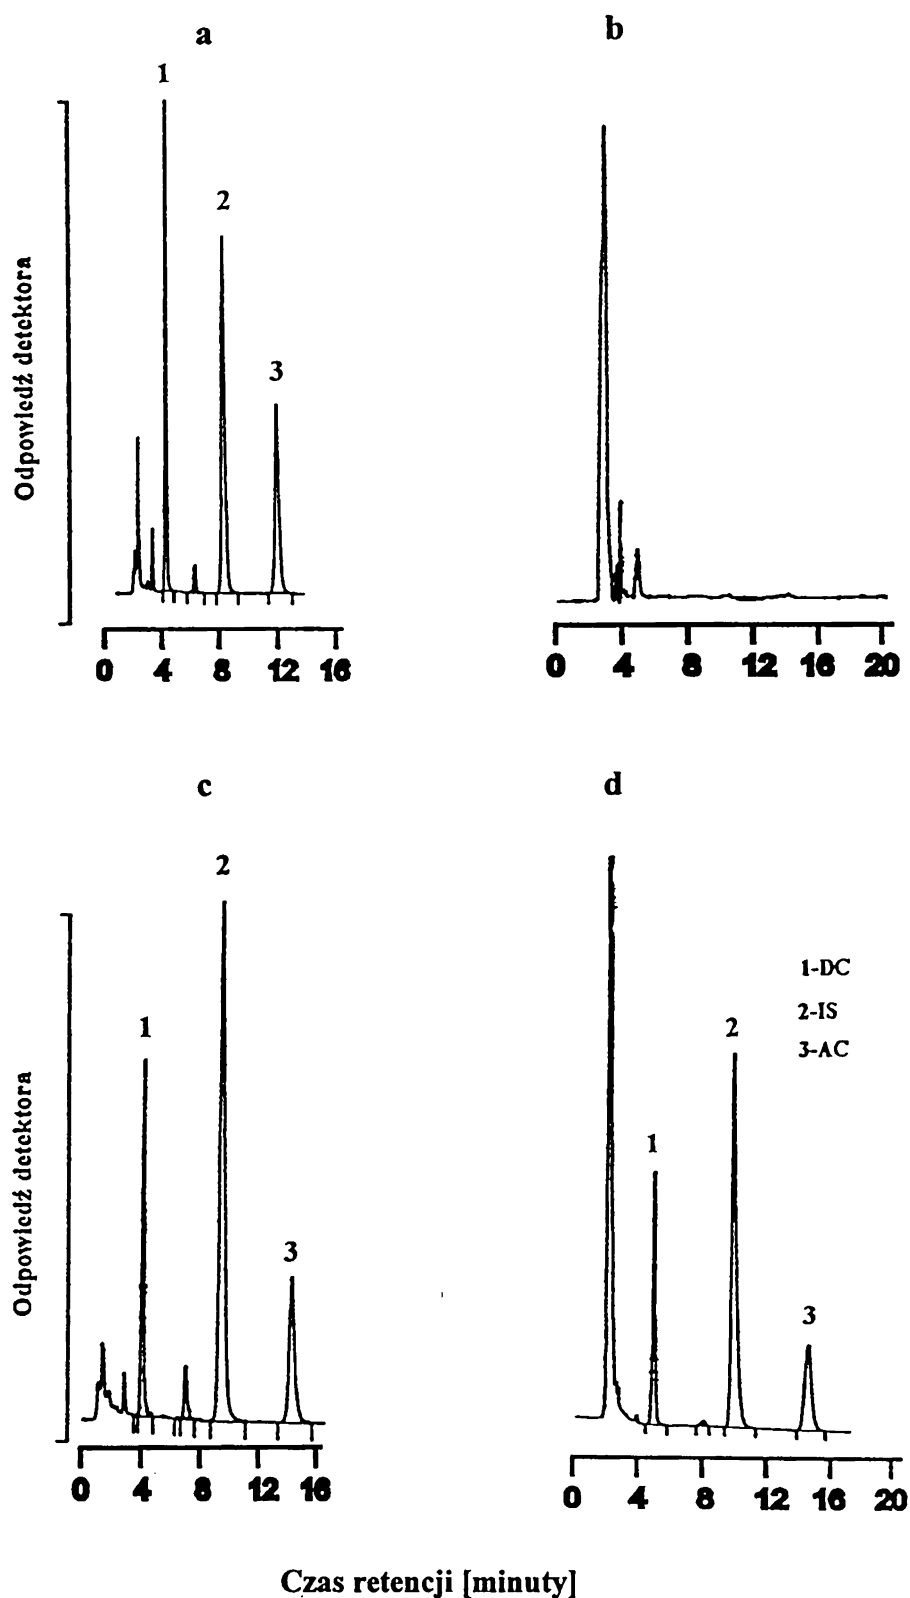 a
b
1
2
3
Odpowiedź detektora
0 4 8 12 16
0 4 8 12 16 20
c
d
2
1
3
Odpowiedź detektora
1-DC
2-IS
3-AC
2
1
3
0 4 8 12 16
0 4 8 12 16 20
Czas retencji [minuty]